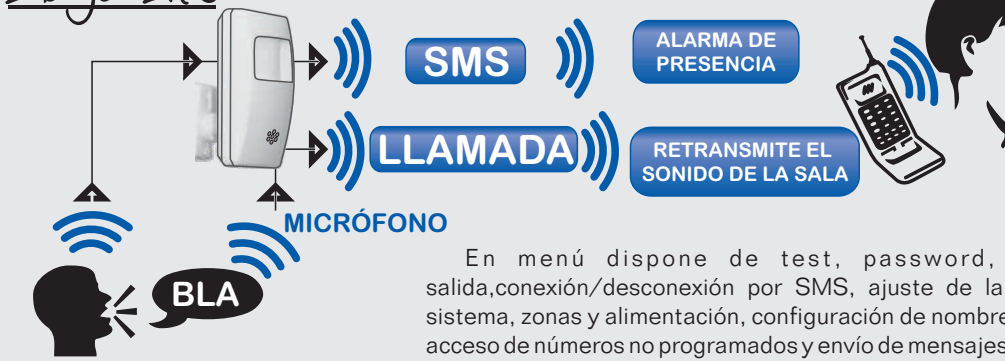 SMS
ALARMA DE
PRESENCIA
LLAMADA
RETRANSMITE EL
SONIDO DE LA SALA
MICRÓFONO
BLA
En menú dispone de test, password,
salida,conexión/desconexión por SMS, ajuste de la
sistema, zonas y alimentación, configuración de nombre
acceso de números no programados y envío de mensajes